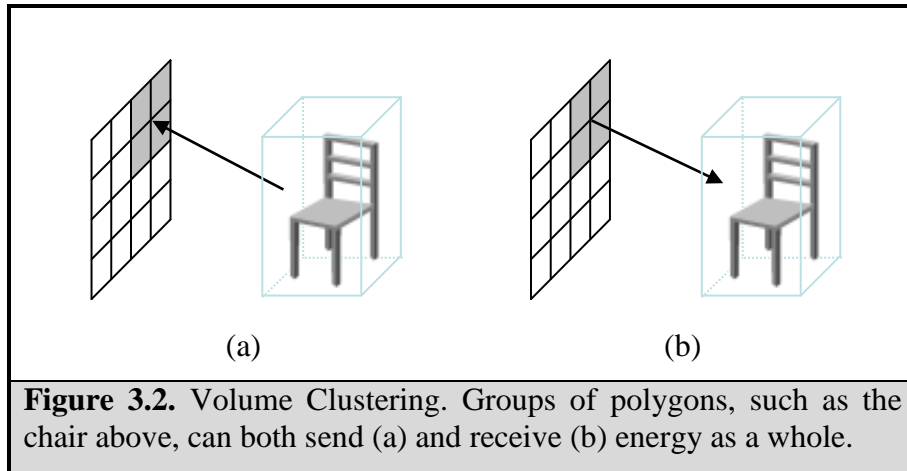 (a) (b)
Figure 3.2. Volume Clustering. Groups of polygons, such as the
chair above, can both send (a) and receive (b) energy as a whole.